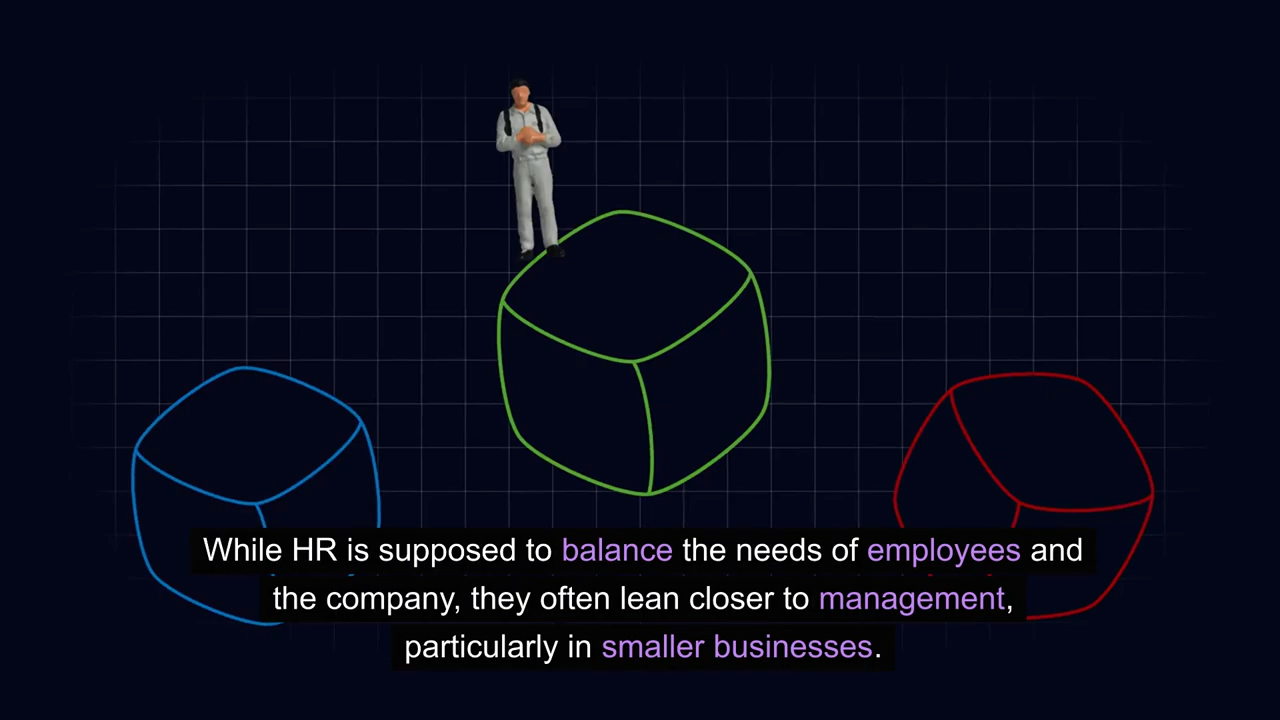 While HR is supposed to balance the needs of employees and
the company, they often lean closer to management,
particularly in smaller businesses.